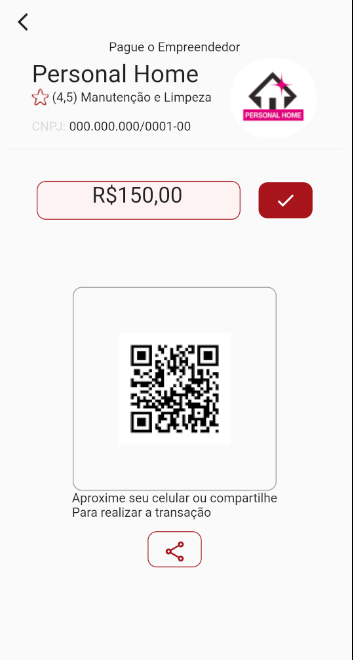 Pague o Empreendedor
Personal Home
(4,5) Manutenção e Limpeza
CNPJ: 000.000.000/0001-00
PERSONAL HOME
R$150,00
Aproxime seu celular ou compartilhe
Para realizar a transação